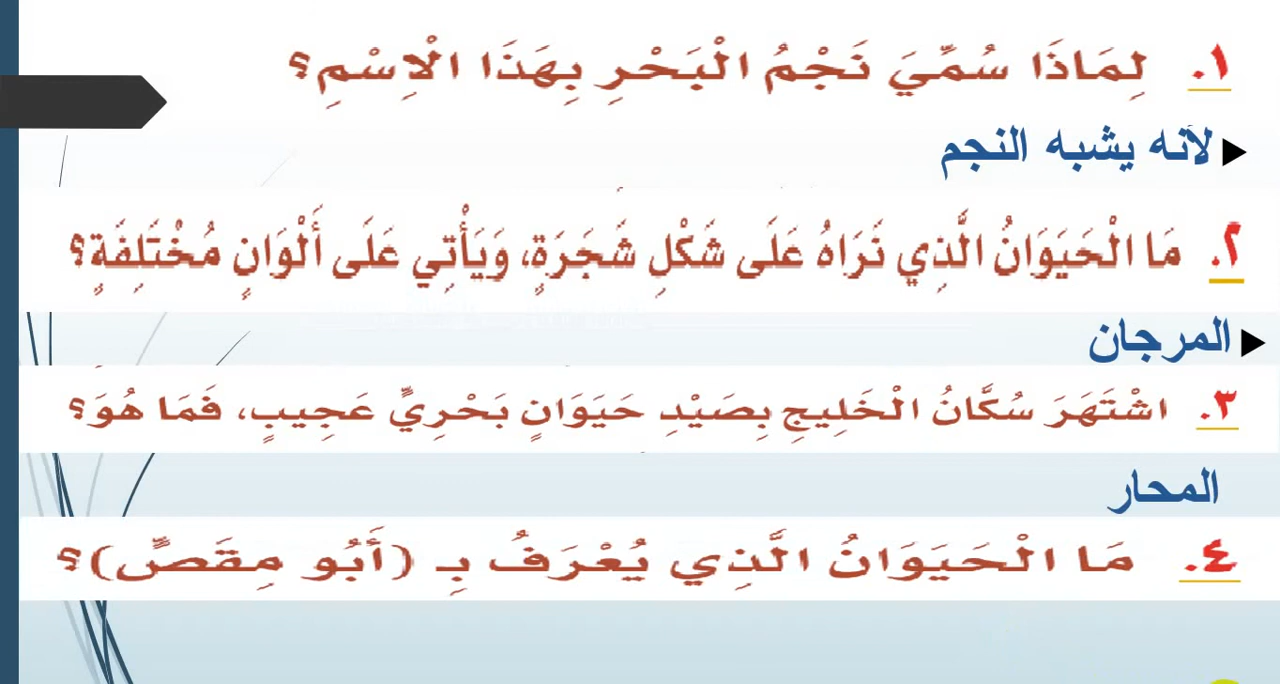 ١. لِمَاذَا سُمِّيَ نَجْمُ الْبَحْرِ بِهَذَا الْاِسْمِ؟
لأنه يشبه النجم
٢. مَا الْحَيَوَانُ الَّذِي نَرَاهُ عَلَى شَكْلِ شَجَرَةٍ، وَيَأْتِي عَلَى أَلْوَانٍ مُخْتَلِفَةٍ؟
المرجان
٣. اشْتَهَرَ سُكَّانُ الْخَلِيجِ بِصَيْدِ حَيَوَانٍ بَحْرِيٍّ عَجِيبٍ، فَمَا هُوَ؟
المحار
٤. مَا الْحَيَوَانُ الَّذِي يُعْرَفُ بِـ (أَبُو مِقَصٍّ)؟